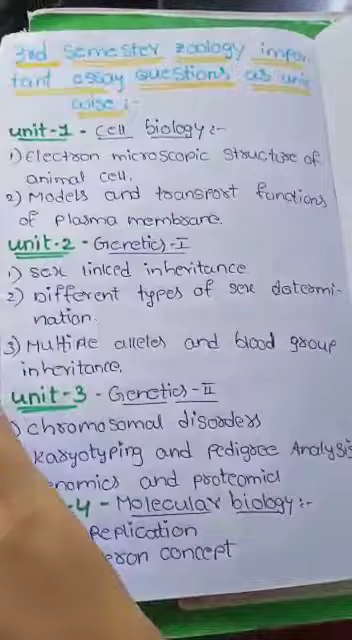 3rd semester zoology impor-
tant essay questions as unit
wise :-
unit-1 - cell biology :-
1) Electron microscopic structure of
animal cell.
2) Models and transport functions
of plasma membrane.
unit-2 - Genetics-I
1) sex linked inheritance
2) Different types of sex determi-
nation.
3) Multiple alleles and blood group
inheritance.
unit-3 - Genetics-II
) chromosomal disorders
karyotyping and pedigree Analysis
enomics and proteomics
-4 - Molecular biology :-
Replication
eron concept